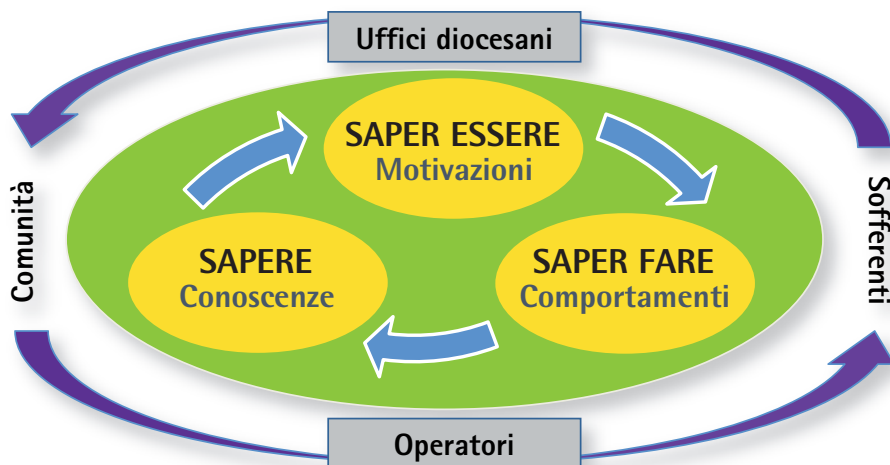 Uffici diocesani
SAPER ESSERE
Motivazioni
Comunità
Sofferenti
SAPERE
Conoscenze
SAPER FARE
Comportamenti
Operatori